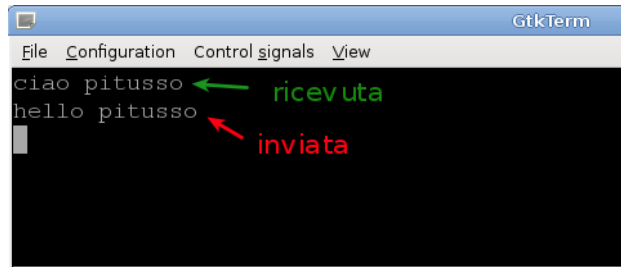 GtkTerm
File Configuration Control signals View
ciao pitusso ricevuta
hello pitusso
inviata